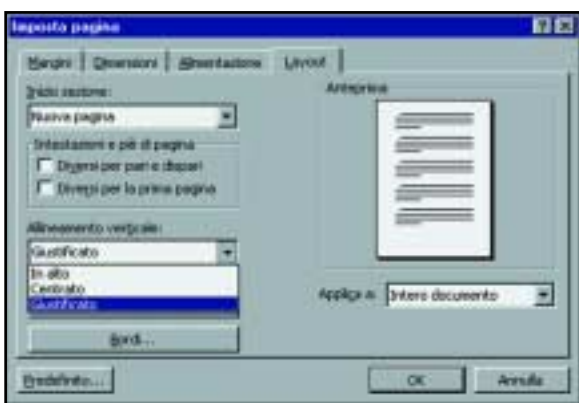 Imposta pagina
Margini
Dimensioni
Alimentazione
Layout
Inizio sezione:
Nuova pagina
Intestazioni e piè di pagina
Diversi per pari e dispari
Diversi per la prima pagina
Allineamento verticale:
Giustificato
In alto
Centrato
Giustificato
Bordi...
Anteprima
Applica a:
Intero documento
Predefinito...
OK
Annulla